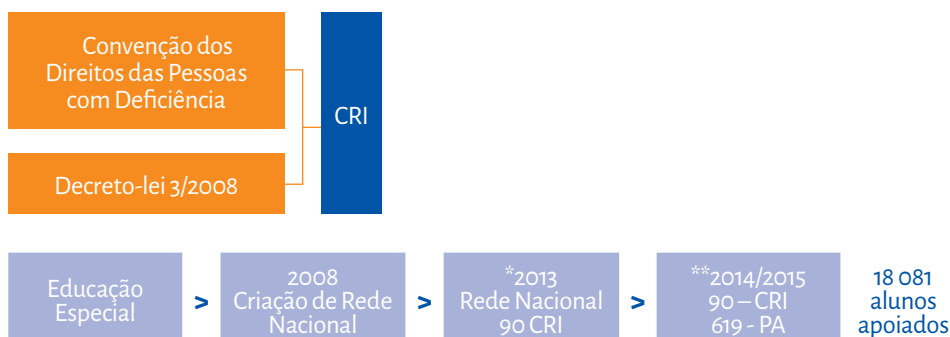 Convenção dos
Direitos das Pessoas
com Deficiência
CRI
Decreto-lei 3/2008
Educação
Especial
>
2008
Criação de Rede
Nacional
>
*2013
Rede Nacional
90 CRI
>
**2014/2015
90 – CRI
619 - PA
18 081
alunos
apoiados